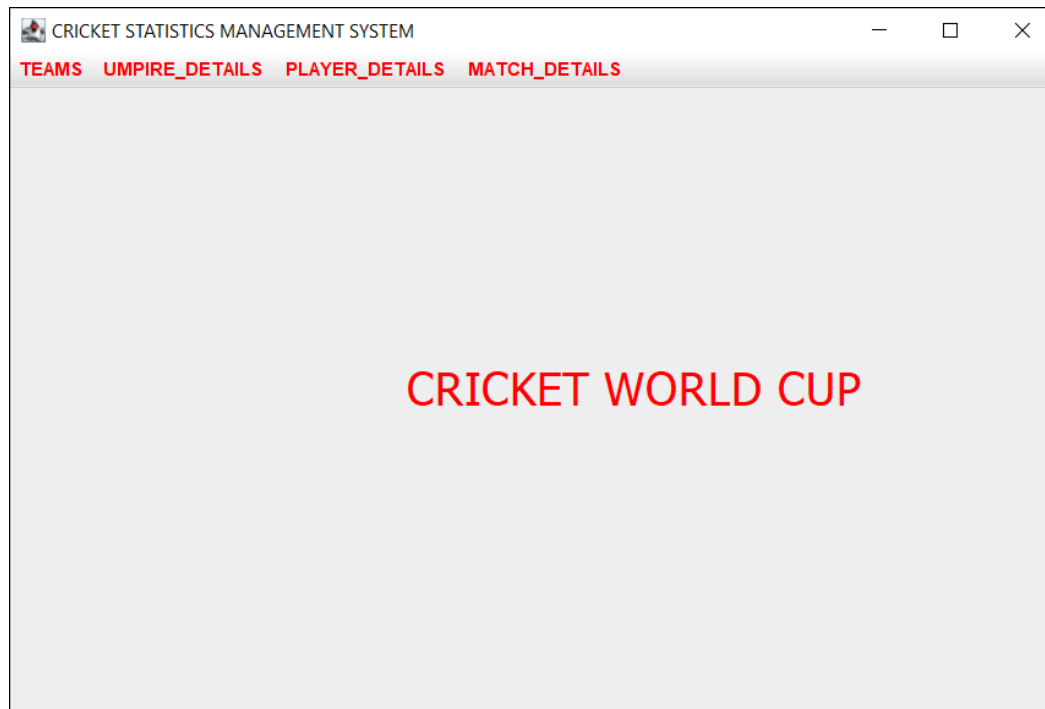 CRICKET STATISTICS MANAGEMENT SYSTEM
TEAMS UMPIRE_DETAILS PLAYER_DETAILS MATCH_DETAILS
CRICKET WORLD CUP